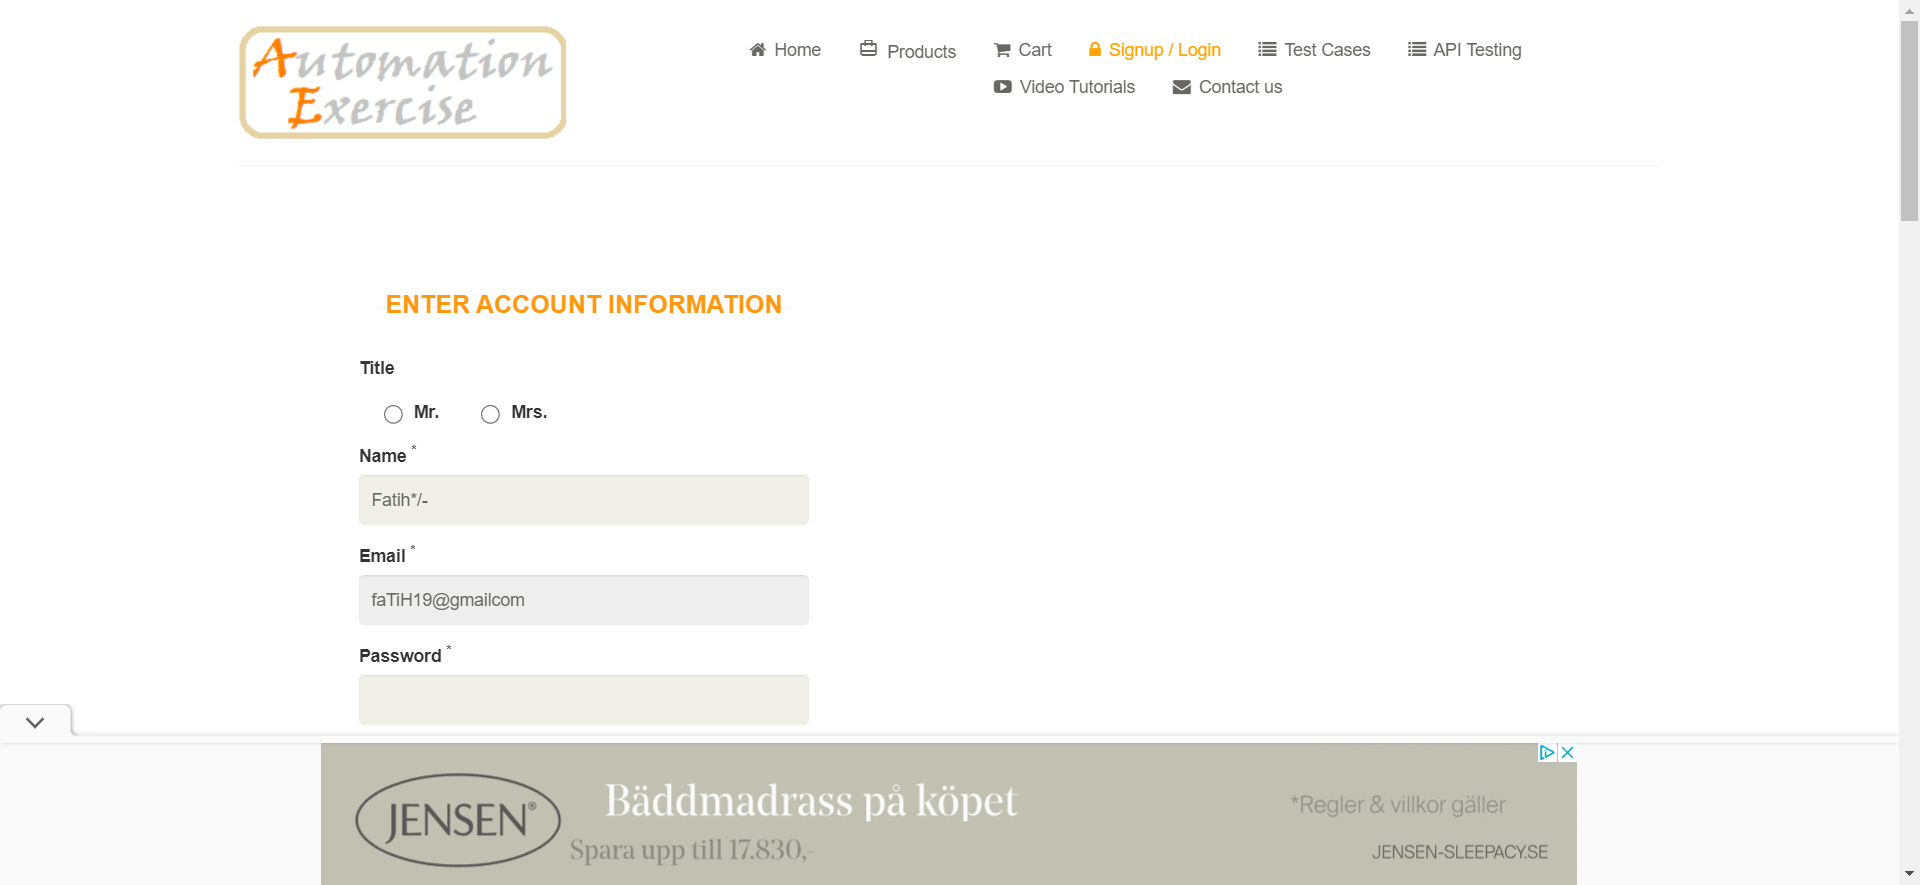 Automation
Exercise
Home
Products
Cart
Signup / Login
Test Cases
API Testing
Video Tutorials
Contact us
ENTER ACCOUNT INFORMATION
Title
Mr.
Mrs.
Name *
Fatih*/-
Email *
faTiH19@gmailcom
Password *
JENSEN®
Bäddmadrass på köpet
Spara upp till 17.830,-
*Regler & villkor gäller
JENSEN-SLEEPACY.SE